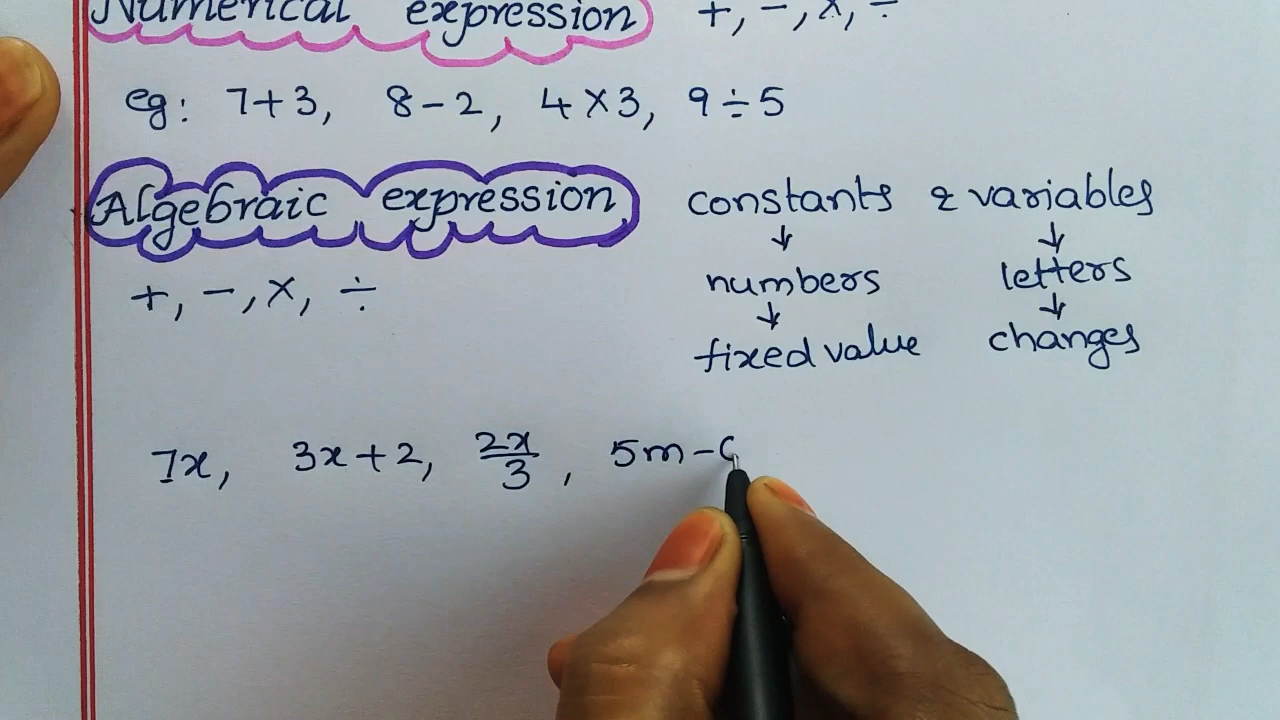 Numerical expression +, -, ×, ÷
eg: 7+3, 8-2, 4×3, 9÷5
Algebraic expression constants & variables
↓ ↓
+, -, ×, ÷ numbers letters
↓ ↓
fixed value changes
7x, 3x+2, 2x/3, 5m-